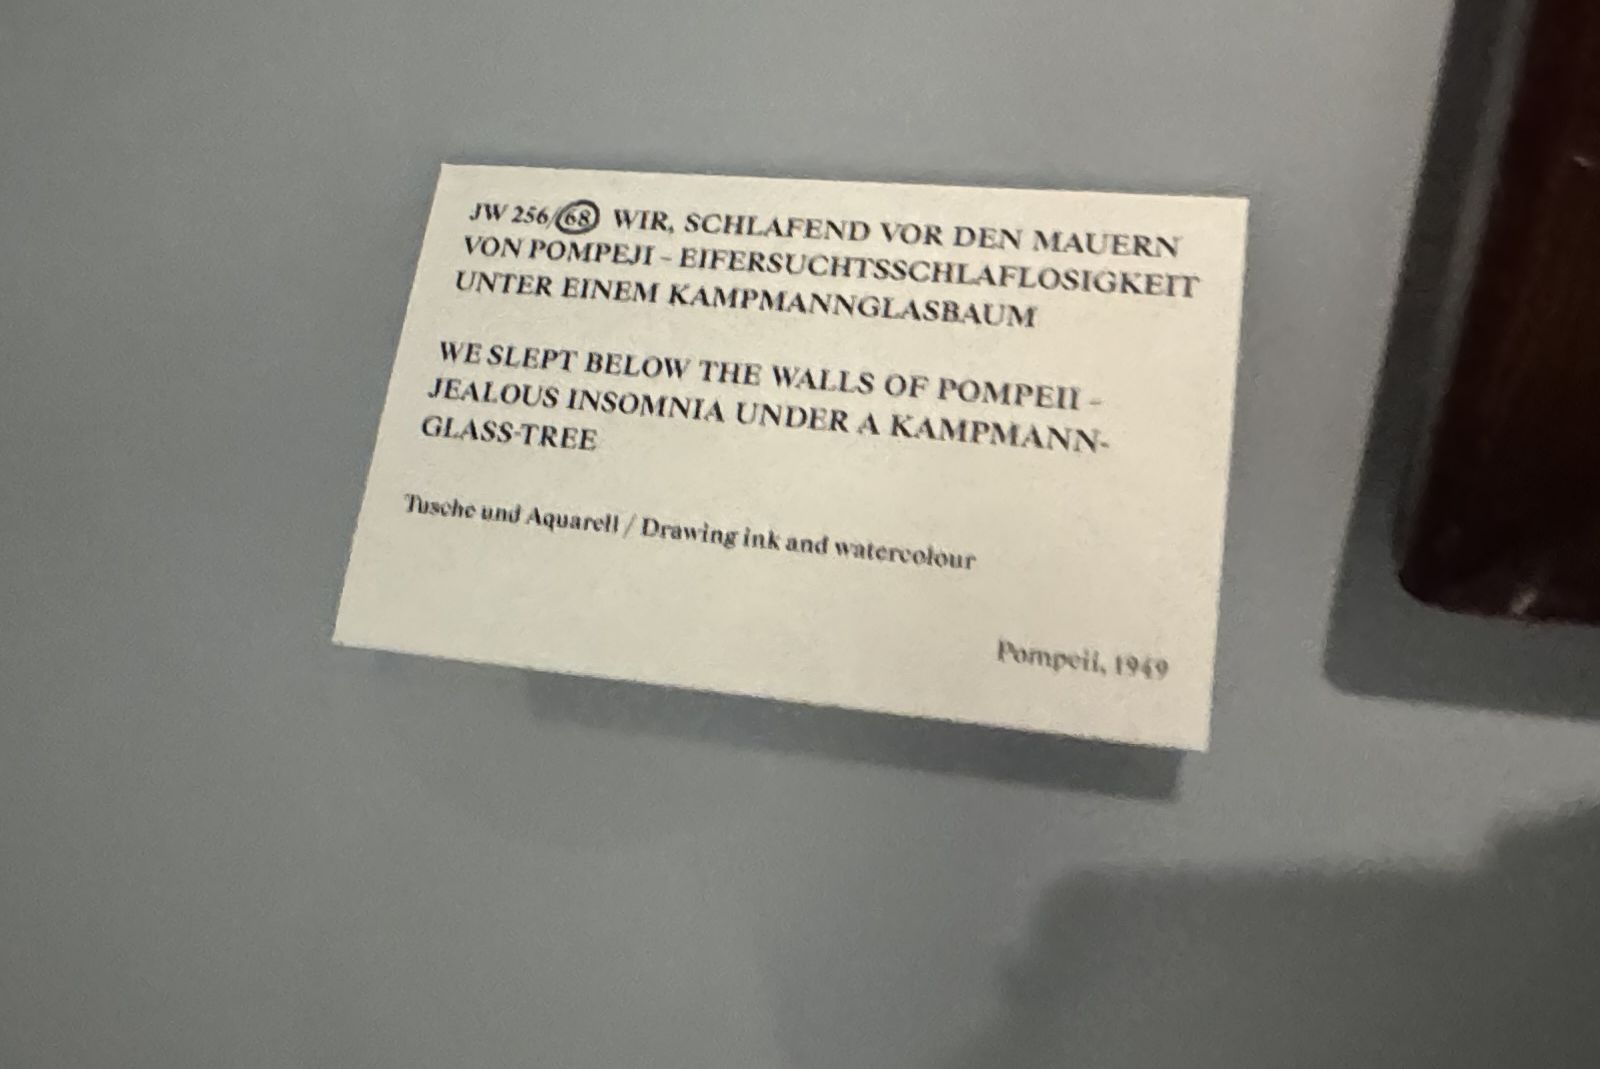 JW 256/68 WIR, SCHLAFEND VOR DEN MAUERN
VON POMPEJI – EIFERSUCHTSSCHLAFLOSIGKEIT
UNTER EINEM KAMPMANNGLASBAUM
WE SLEPT BELOW THE WALLS OF POMPEII –
JEALOUS INSOMNIA UNDER A KAMPMANN-
GLASS-TREE
Tusche und Aquarell / Drawing ink and watercolour
Pompeii, 1949